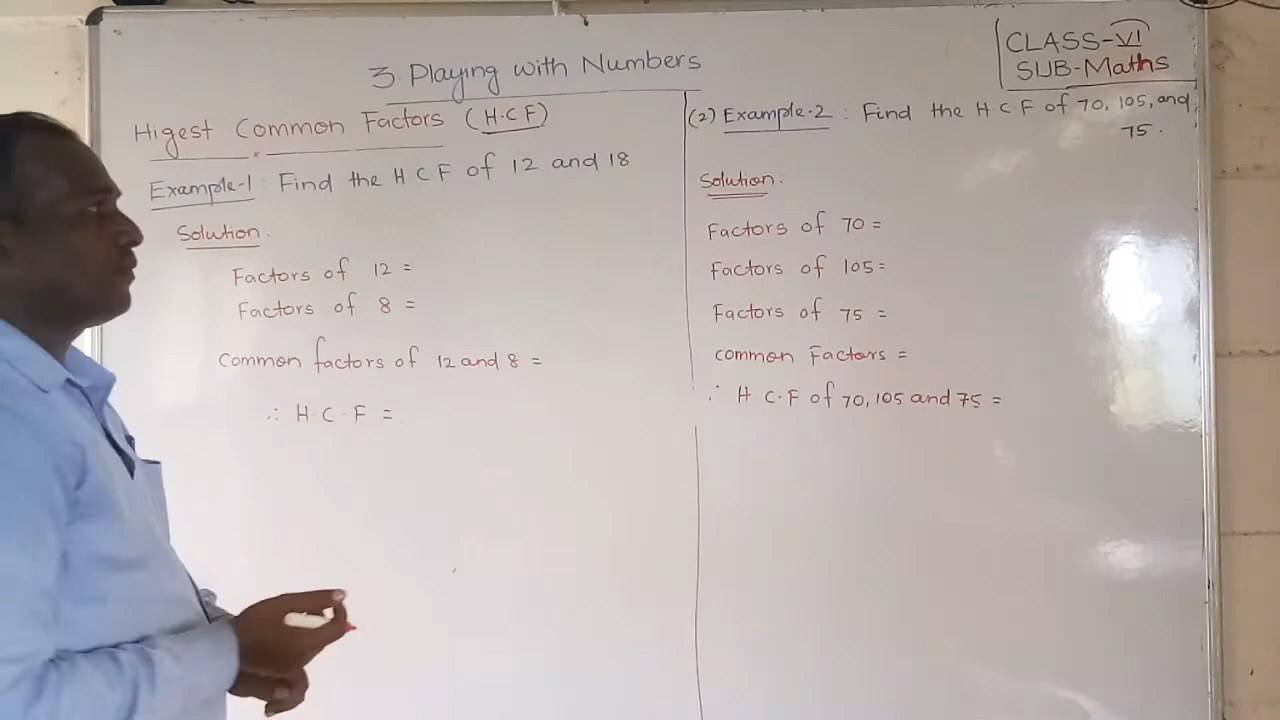 3 Playing with Numbers
CLASS-VI
SUB-Maths
Higest Common Factors (H.C.F)
Example-1: Find the H C F of 12 and 18
Solution.
Factors of 12 =
Factors of 8 =
Common factors of 12 and 8 =
∴ H.C.F =
(2) Example-2: Find the H C F of 70, 105, and
75.
Solution:
Factors of 70 =
Factors of 105=
Factors of 75 =
common Factors =
∴ H C.F of 70, 105 and 75 =